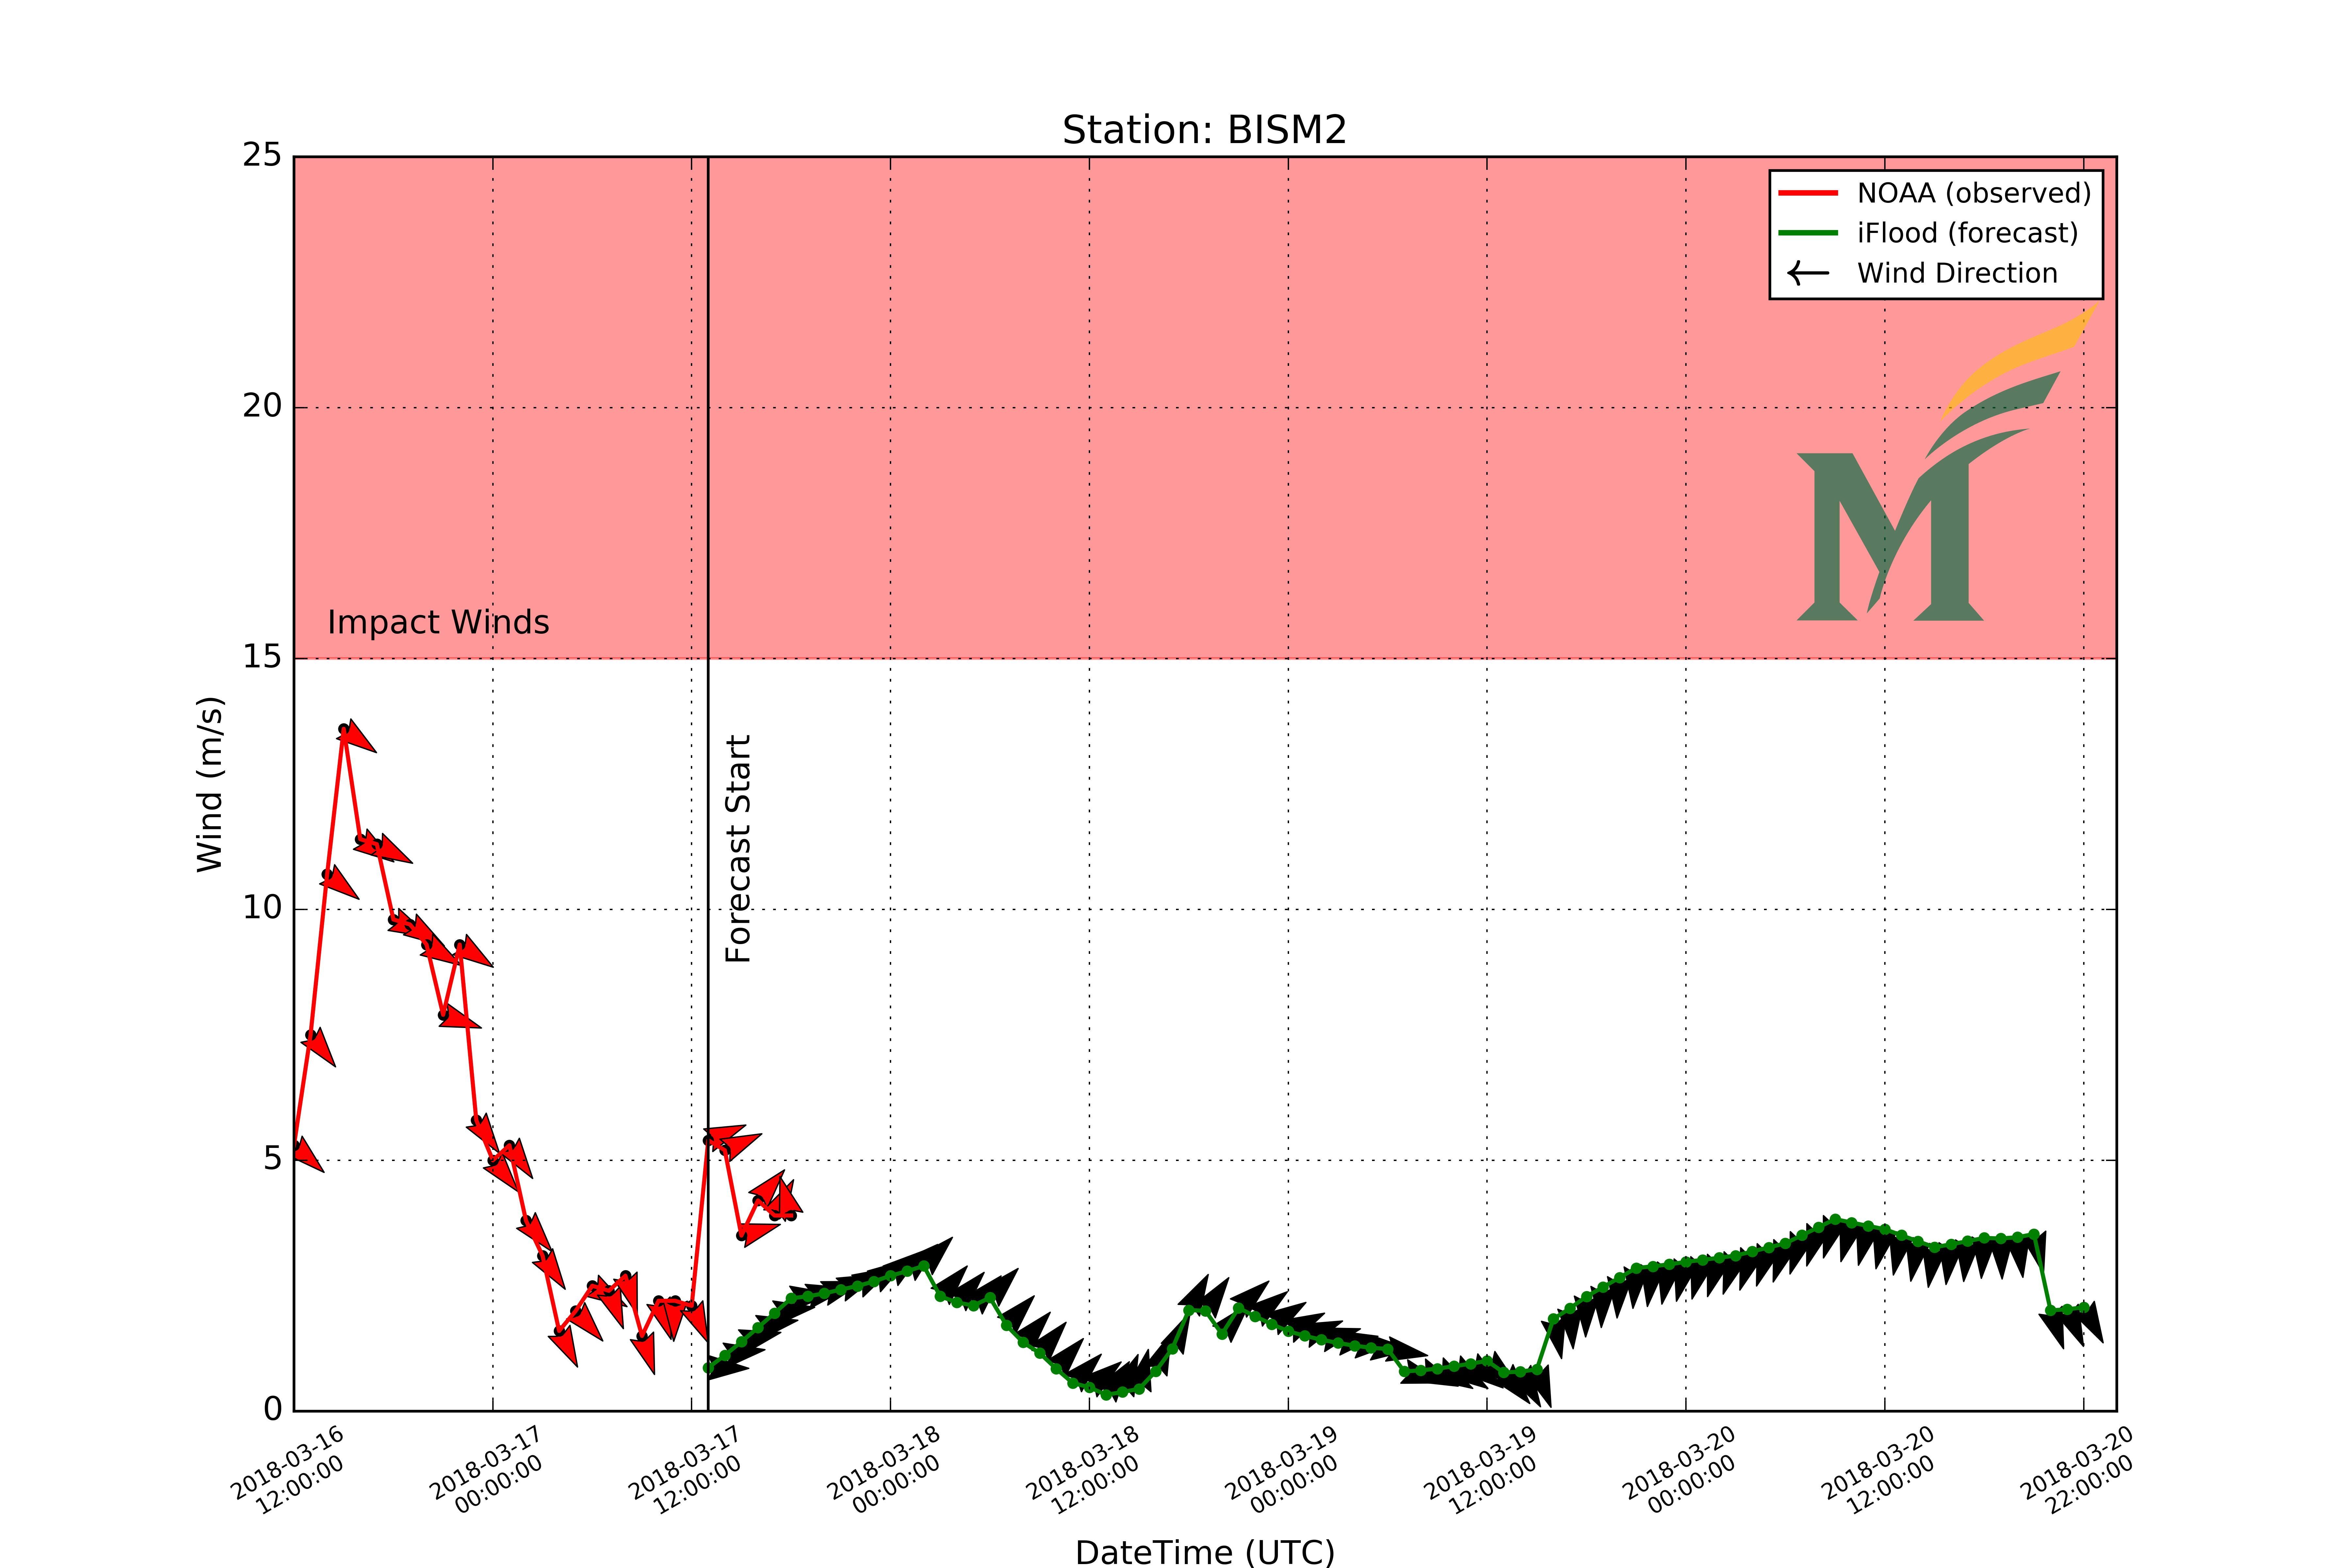 Station: BISM2
25
20
15
10
5
0
Wind (m/s)
NOAA (observed)
iFlood (forecast)
Wind Direction
Impact Winds
Forecast Start
2018-03-16
12:00:00
2018-03-17
00:00:00
2018-03-17
12:00:00
2018-03-18
00:00:00
2018-03-18
12:00:00
2018-03-19
00:00:00
2018-03-19
12:00:00
2018-03-20
00:00:00
2018-03-20
12:00:00
2018-03-20
22:00:00
DateTime (UTC)
M